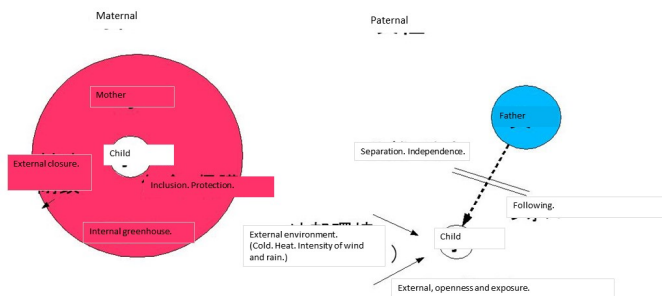 Maternal
Paternal
Mother
Father
Child
External closure.
Inclusion. Protection.
Internal greenhouse.
Separation. Independence.
Following.
External environment.
(Cold. Heat. Intensity of wind
and rain.)
Child
External, openness and exposure.